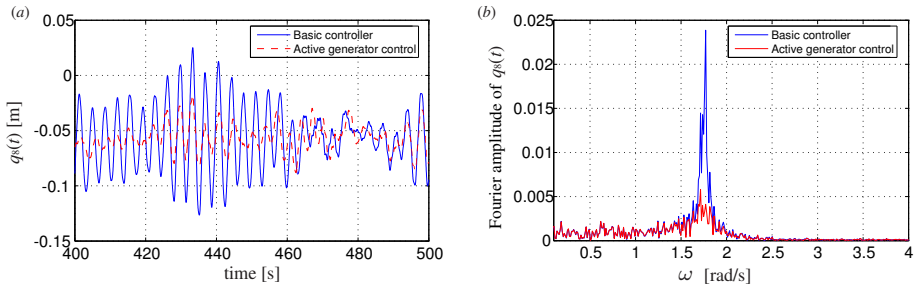 (a)
0.05
0
-0.05
-0.1
-0.15
q₈(t) [m]
Basic controller
Active generator control
400 420 440 460 480 500
time [s]
(b)
0.025
0.02
0.015
0.01
0.005
0
Fourier amplitude of q₈(t)
Basic controller
Active generator control
0.5 1 1.5 2 2.5 3 3.5 4
ω [rad/s]